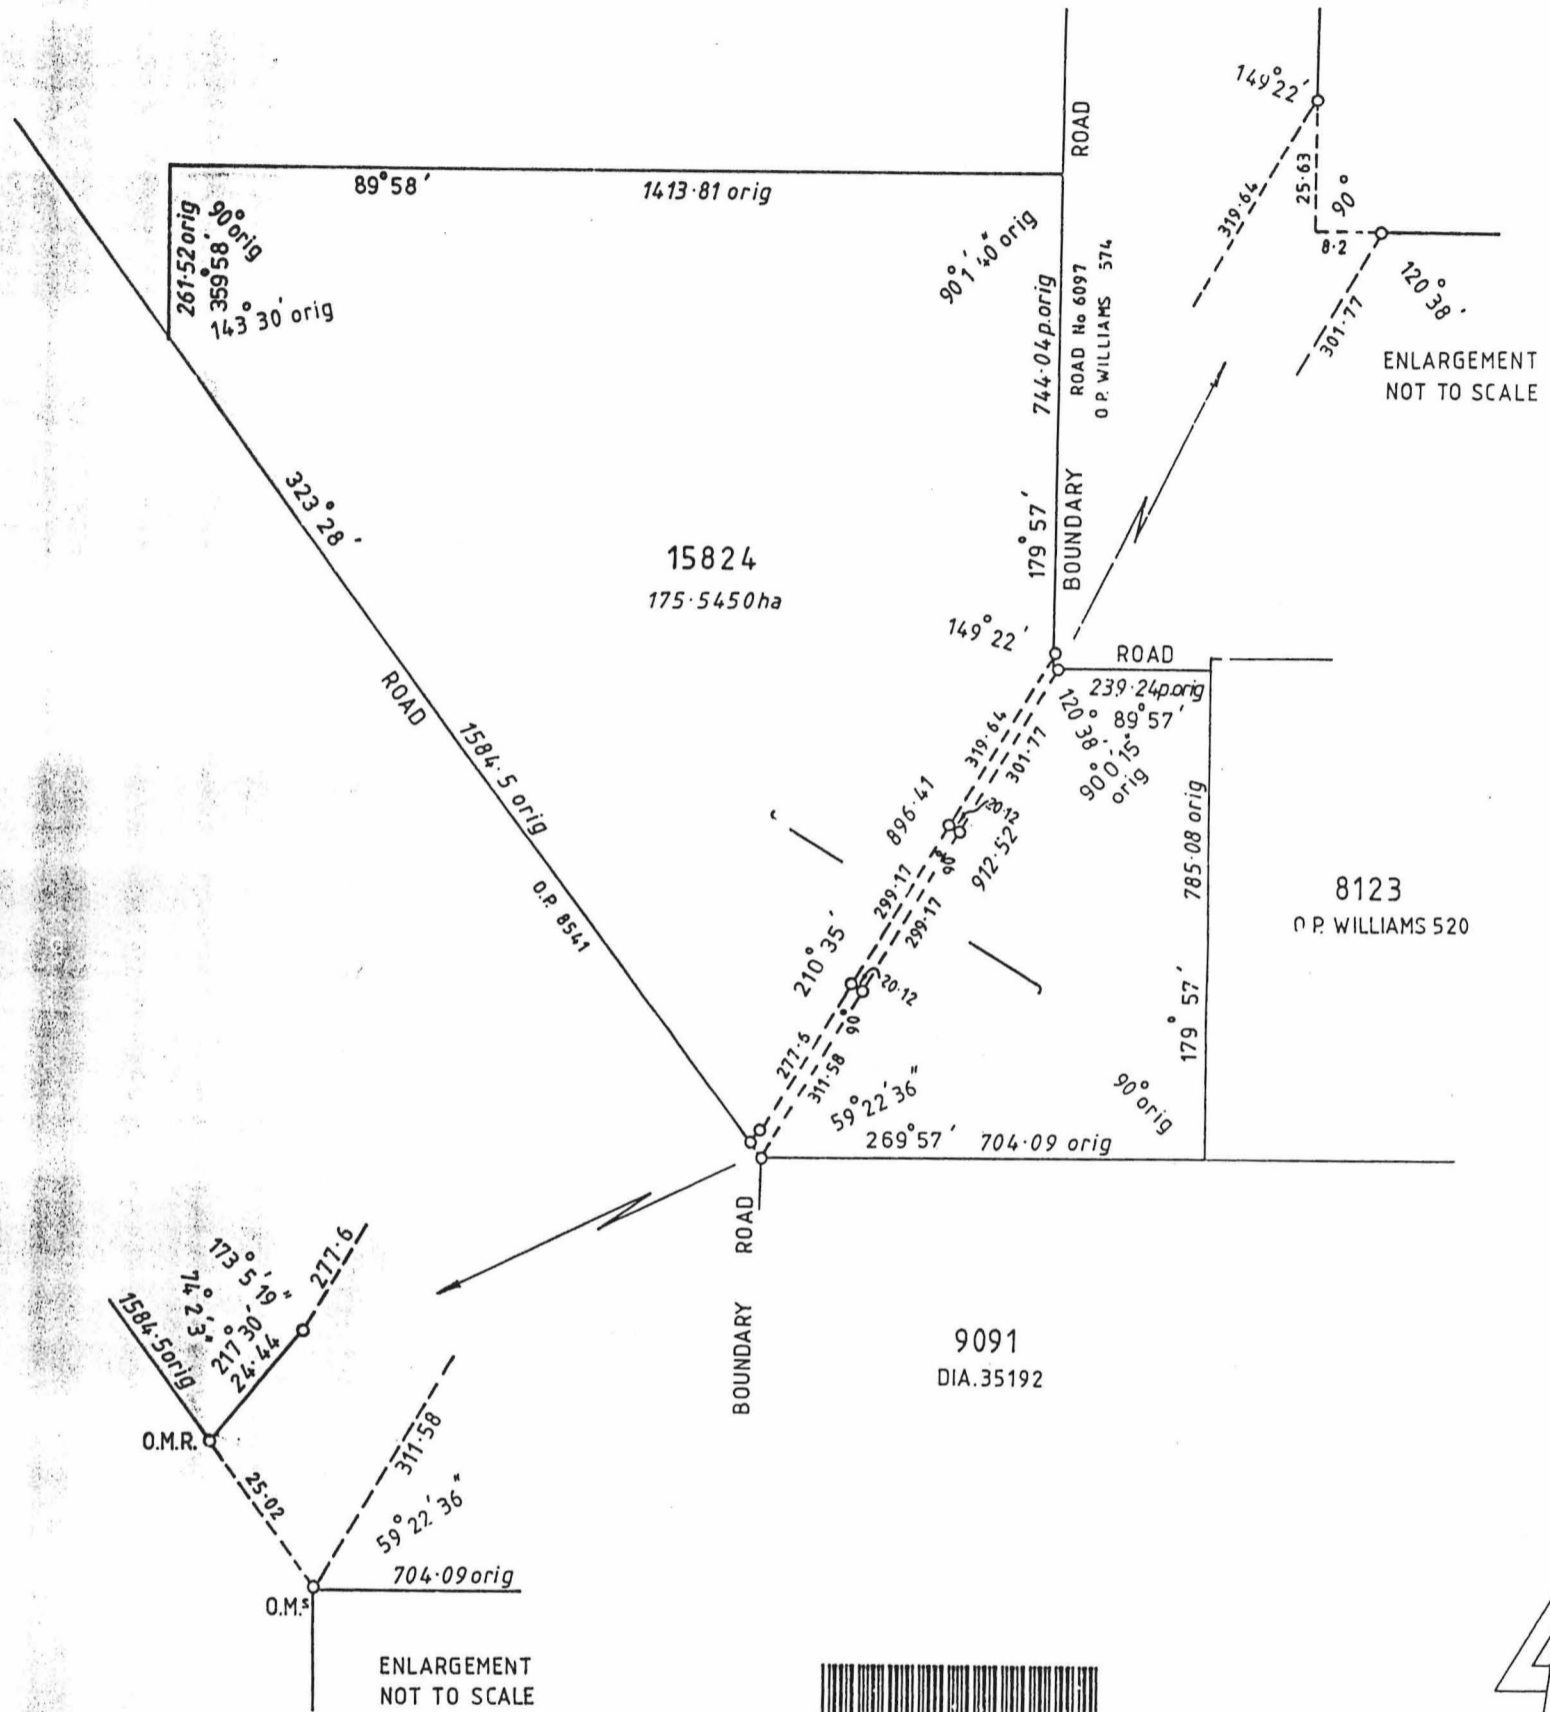 149°22'
ROAD
25·63
90°
319·64
8·2
120°38'
301·77
ENLARGEMENT
NOT TO SCALE
89°58'
1413·81 orig
261·52 orig
90° orig
359°58'
143°30' orig
90°1'40" orig
744·04p.orig
ROAD No 6097
O.P. WILLIAMS 574
179°57'
BOUNDARY
323°28'
15824
175·5450ha
149°22'
ROAD
239·24p.orig
89°57'
120°38'
90°0'15"
orig
ROAD
1584·5 orig
O.P. 8541
319·64
301·77
896·41
20·12
90°
912·52
299·17
299·17
210°35'
20·12
90°
277·6
311·58
785·08 orig
8123
O.P. WILLIAMS 520
179° 57'
59°22'36"
90° orig
269°57'
704·09 orig
ROAD
BOUNDARY
9091
DIA.35192
277·6
173°5'19"
74°2'3"
217°30'
24·44
1584·5orig
O.M.R.
25·02
311·58
59°22'36"
704·09 orig
O.M.s
ENLARGEMENT
NOT TO SCALE